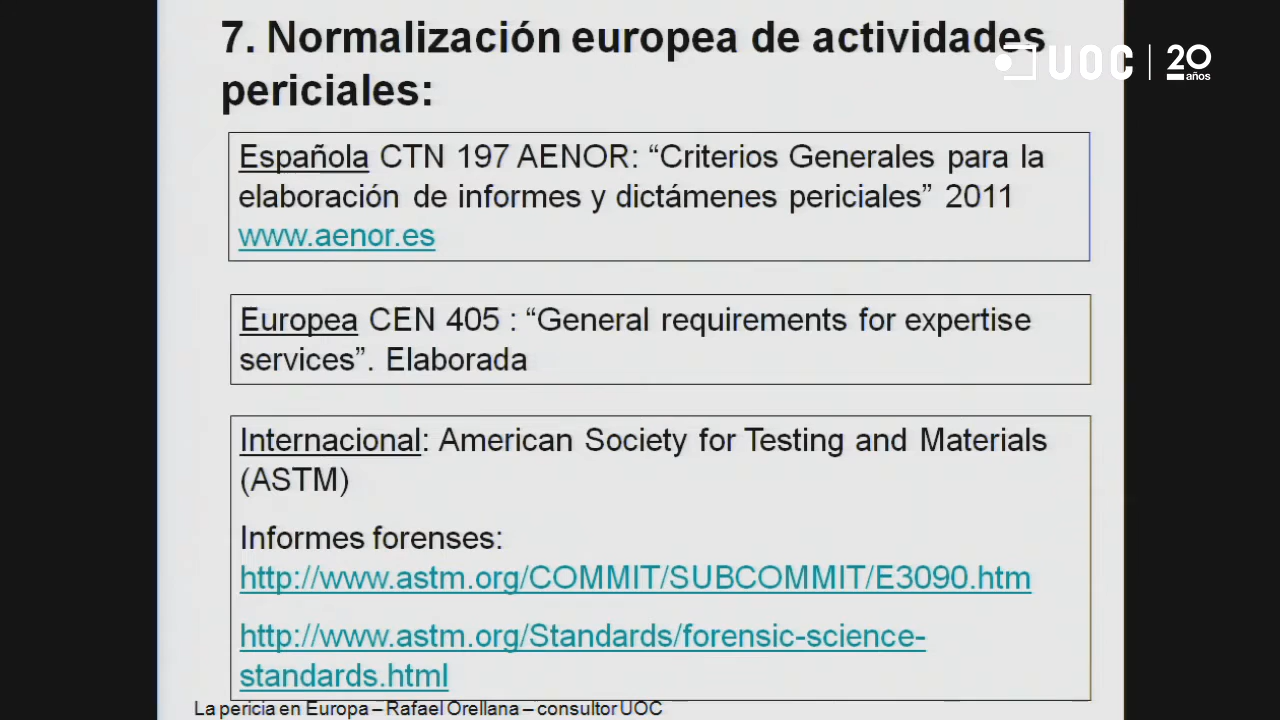 7. Normalización europea de actividades
periciales:
UOC
20
años
Española CTN 197 AENOR: “Criterios Generales para la
elaboración de informes y dictámenes periciales” 2011
www.aenor.es
Europea CEN 405 : “General requirements for expertise
services”. Elaborada
Internacional: American Society for Testing and Materials
(ASTM)
Informes forenses:
http://www.astm.org/COMMIT/SUBCOMMIT/E3090.htm
http://www.astm.org/Standards/forensic-science-
standards.html
La pericia en Europa – Rafael Orellana – consultor UOC